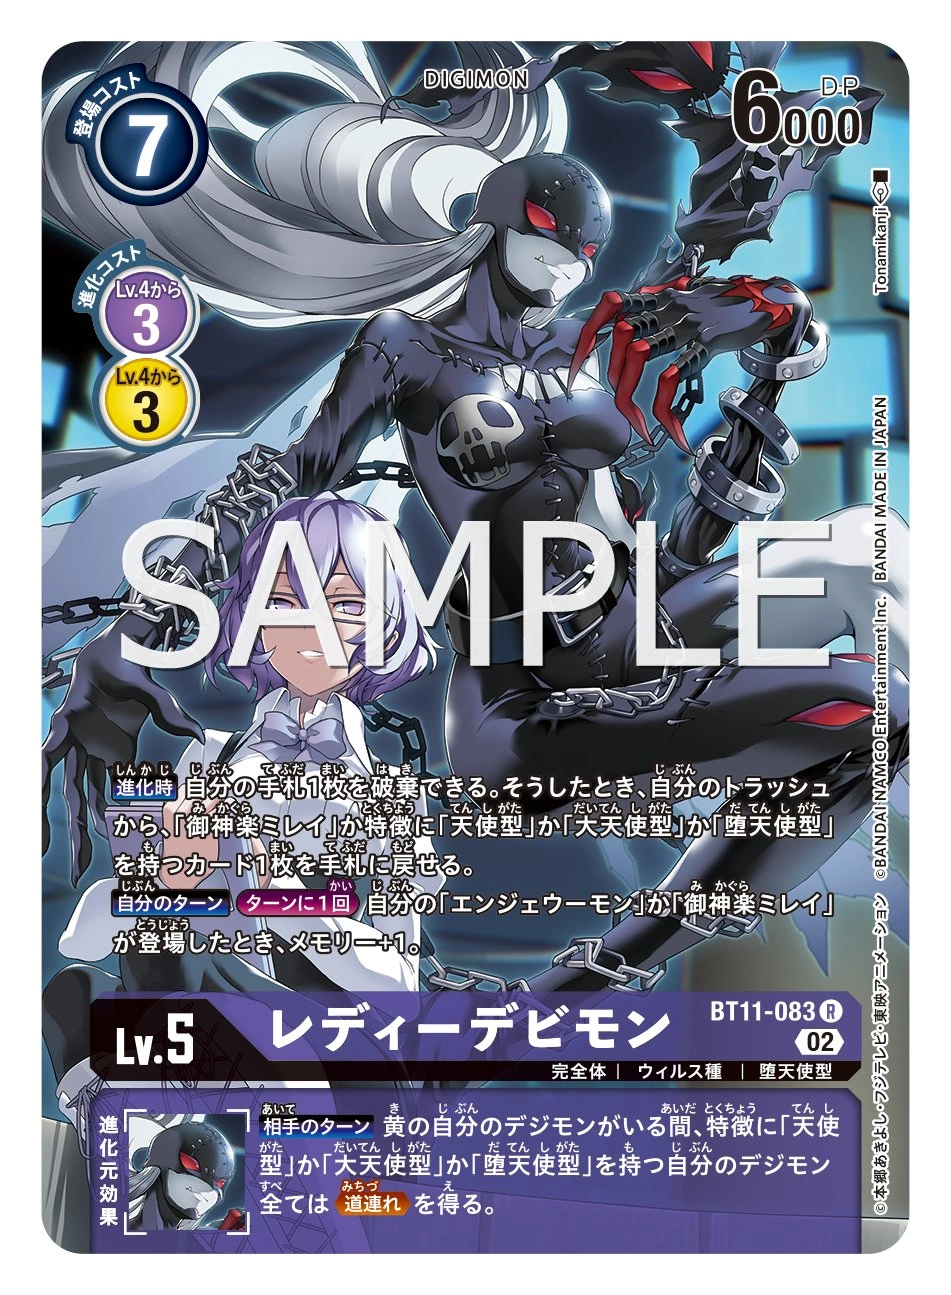 DIGIMON
登場コスト
7
6000
DP
進化コスト
Lv.4から
3
Lv.4から
3
Tonamikanji
SAMPLE
©本郷あきよし・フジテレビ・東映アニメーション ©BANDAI NAMCO Entertainment Inc. BANDAI MADE IN JAPAN
進化時 自分の手札1枚を破棄できる。そうしたとき、自分のトラッシュ
から、「御神楽ミレイ」か特徴に「天使型」か「大天使型」か「堕天使型」
を持つカード1枚を手札に戻せる。
自分のターン ターンに1回 自分の「エンジェウーモン」か「御神楽ミレイ」
が登場したとき、メモリー+1。
Lv.5
レディーデビモン
BT11-083 R
02
完全体 | ウィルス種 | 堕天使型
進化元効果
相手のターン 黄の自分のデジモンがいる間、特徴に「天使
型」か「大天使型」か「堕天使型」を持つ自分のデジモン
全ては 道連れ を得る。